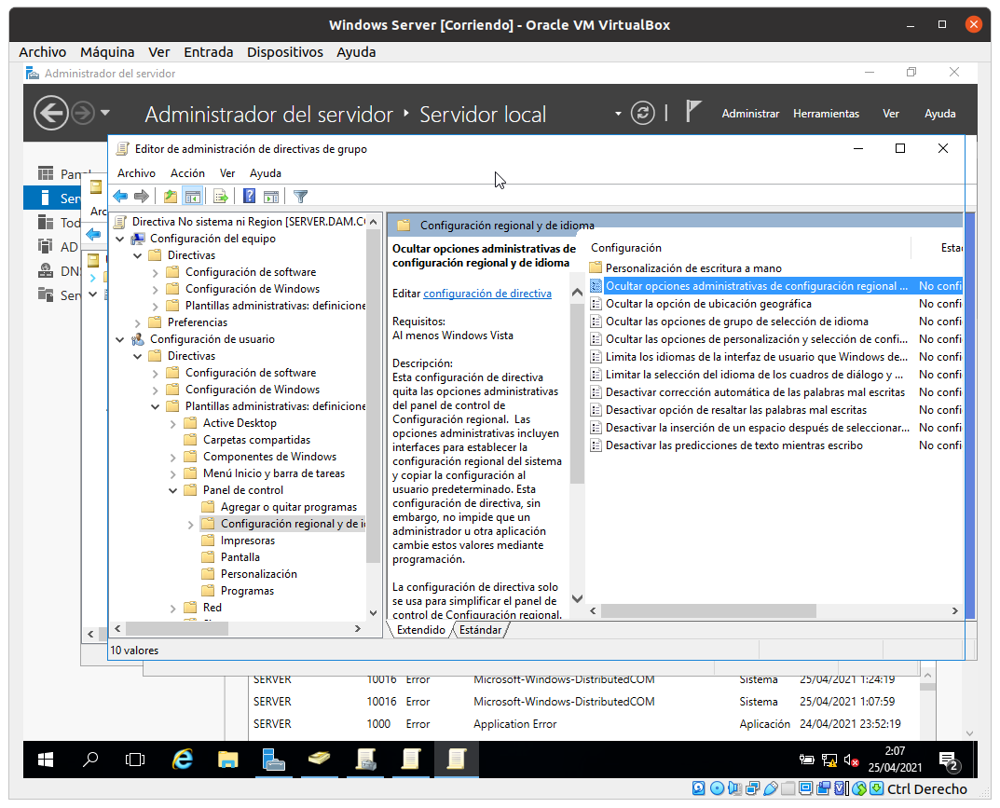 Windows Server [Corriendo] - Oracle VM VirtualBox
Archivo Máquina Ver Entrada Dispositivos Ayuda
Administrador del servidor
Administrador del servidor Servidor local
Administrar Herramientas Ver Ayuda
Editor de administración de directivas de grupo
Archivo Acción Ver Ayuda
Pan
Ser
Tod
AD
DN
Ser
Arc
Directiva No sistema ni Region [SERVER.DAM.C
Configuración del equipo
Directivas
Configuración de software
Configuración de Windows
Plantillas administrativas: definicione
Preferencias
Configuración de usuario
Directivas
Configuración de software
Configuración de Windows
Plantillas administrativas: definicione
Active Desktop
Carpetas compartidas
Componentes de Windows
Menú Inicio y barra de tareas
Panel de control
Agregar o quitar programas
Configuración regional y de i
Impresoras
Pantalla
Personalización
Programas
Red
Configuración regional y de idioma
Ocultar opciones administrativas de
configuración regional y de idioma
Editar configuración de directiva
Requisitos:
Al menos Windows Vista
Descripción:
Esta configuración de directiva
quita las opciones administrativas
del panel de control de
Configuración regional. Las
opciones administrativas incluyen
interfaces para establecer la
configuración regional del sistema
y copiar la configuración al
usuario predeterminado. Esta
configuración de directiva, sin
embargo, no impide que un
administrador u otra aplicación
cambie estos valores mediante
programación.
La configuración de directiva solo
se usa para simplificar el panel de
control de Configuración regional.
Configuración Estac
Personalización de escritura a mano
Ocultar opciones administrativas de configuración regional ... No confi
Ocultar la opción de ubicación geográfica No confi
Ocultar las opciones de grupo de selección de idioma No confi
Ocultar las opciones de personalización y selección de confi... No confi
Limita los idiomas de la interfaz de usuario que Windows de... No confi
Limitar la selección del idioma de los cuadros de diálogo y ... No confi
Desactivar corrección automática de las palabras mal escritas No confi
Desactivar opción de resaltar las palabras mal escritas No confi
Desactivar la inserción de un espacio después de seleccionar... No confi
Desactivar las predicciones de texto mientras escribo No confi
Extendido Estándar
10 valores
SERVER 10016 Error Microsoft-Windows-DistributedCOM Sistema 25/04/2021 1:24:19
SERVER 10016 Error Microsoft-Windows-DistributedCOM Sistema 25/04/2021 1:07:59
SERVER 1000 Error Application Error Aplicación 24/04/2021 23:52:19
2:07
25/04/2021
2
Ctrl Derecho